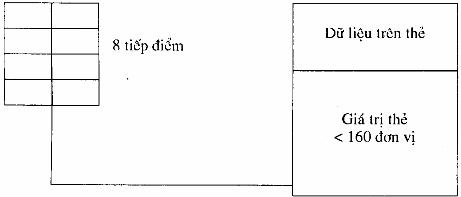 8 tiếp điểm
Dữ liệu trên thẻ
Giá trị thẻ
< 160 đơn vị